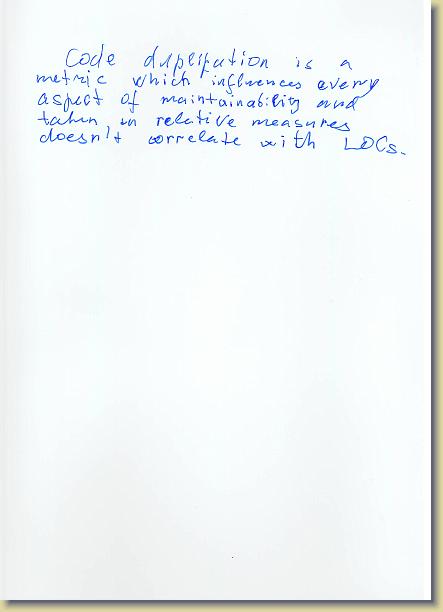 Code duplication is a
metric which influences every
aspect of maintainability and
taken in relative measures
doesn't correlate with LOCs.